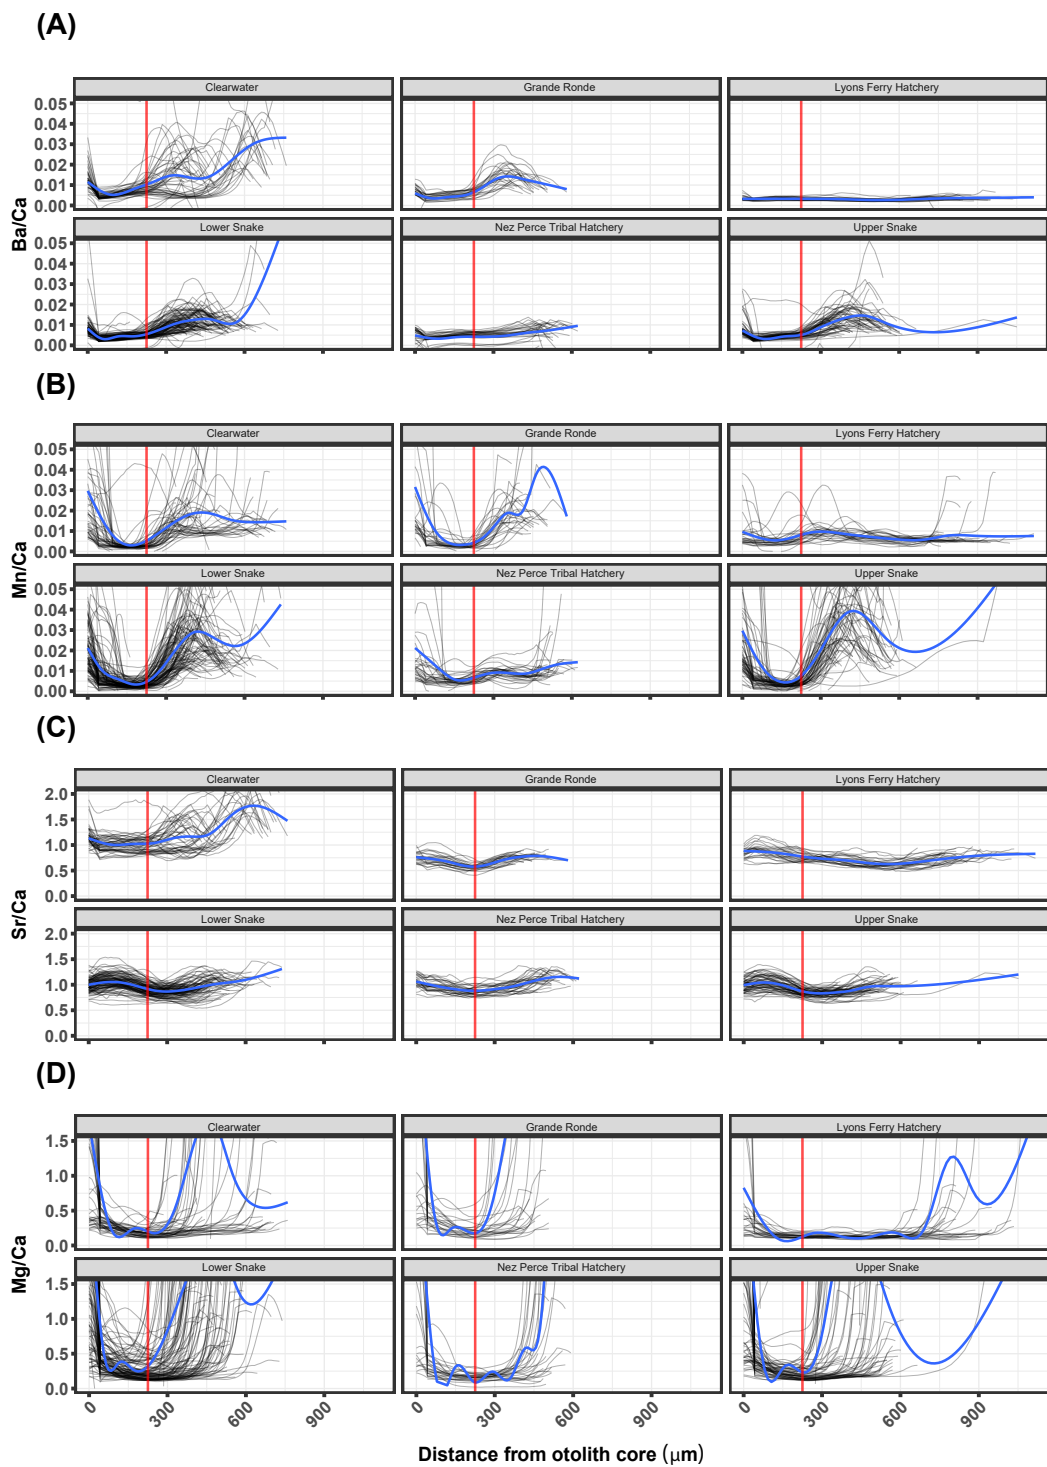 (A)
Clearwater Grande Ronde Lyons Ferry Hatchery
0.05
0.04
0.03
0.02
0.01
0.00
Ba/Ca
Lower Snake Nez Perce Tribal Hatchery Upper Snake
0.05
0.04
0.03
0.02
0.01
0.00
(B)
Clearwater Grande Ronde Lyons Ferry Hatchery
0.05
0.04
0.03
0.02
0.01
0.00
Mn/Ca
Lower Snake Nez Perce Tribal Hatchery Upper Snake
0.05
0.04
0.03
0.02
0.01
0.00
(C)
Clearwater Grande Ronde Lyons Ferry Hatchery
2.0
1.5
1.0
0.5
0.0
Sr/Ca
Lower Snake Nez Perce Tribal Hatchery Upper Snake
2.0
1.5
1.0
0.5
0.0
(D)
Clearwater Grande Ronde Lyons Ferry Hatchery
1.5
1.0
0.5
0.0
Mg/Ca
Lower Snake Nez Perce Tribal Hatchery Upper Snake
1.5
1.0
0.5
0.0
0 300 600 900 0 300 600 900 0 300 600 900
Distance from otolith core (μm)